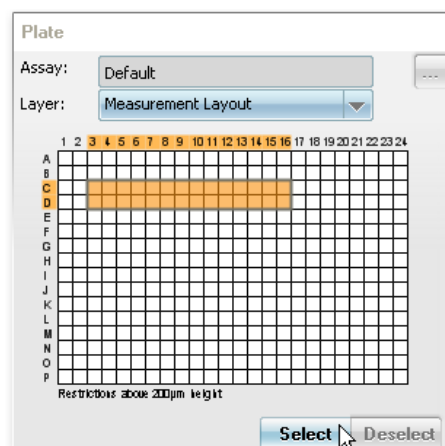 Plate
Assay: Default ...
Layer: Measurement Layout
1 2 3 4 5 6 7 8 9 10 11 12 13 14 15 16 17 18 19 20 21 22 23 24
A
B
C
D
E
F
G
H
I
J
K
L
M
N
O
P
Restrictions above 200µm height
Select Deselect